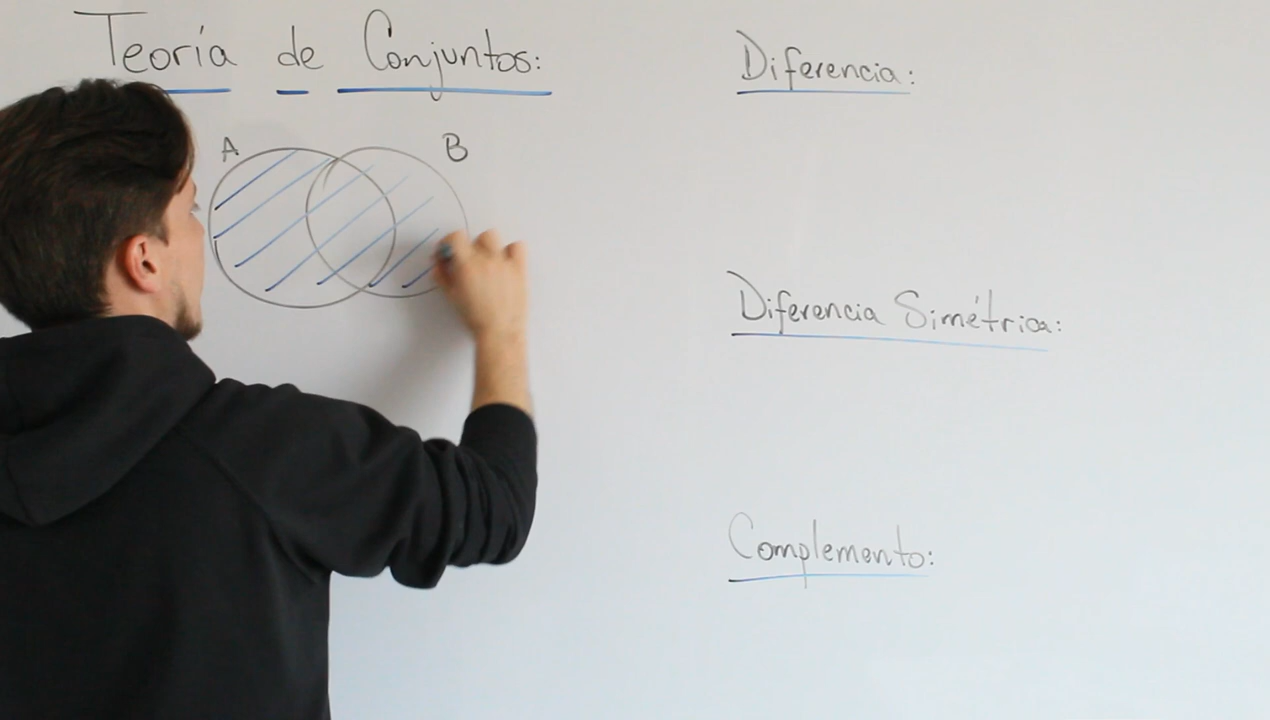 Teoría de Conjuntos:
A B
Diferencia:
Diferencia Simétrica:
Complemento: